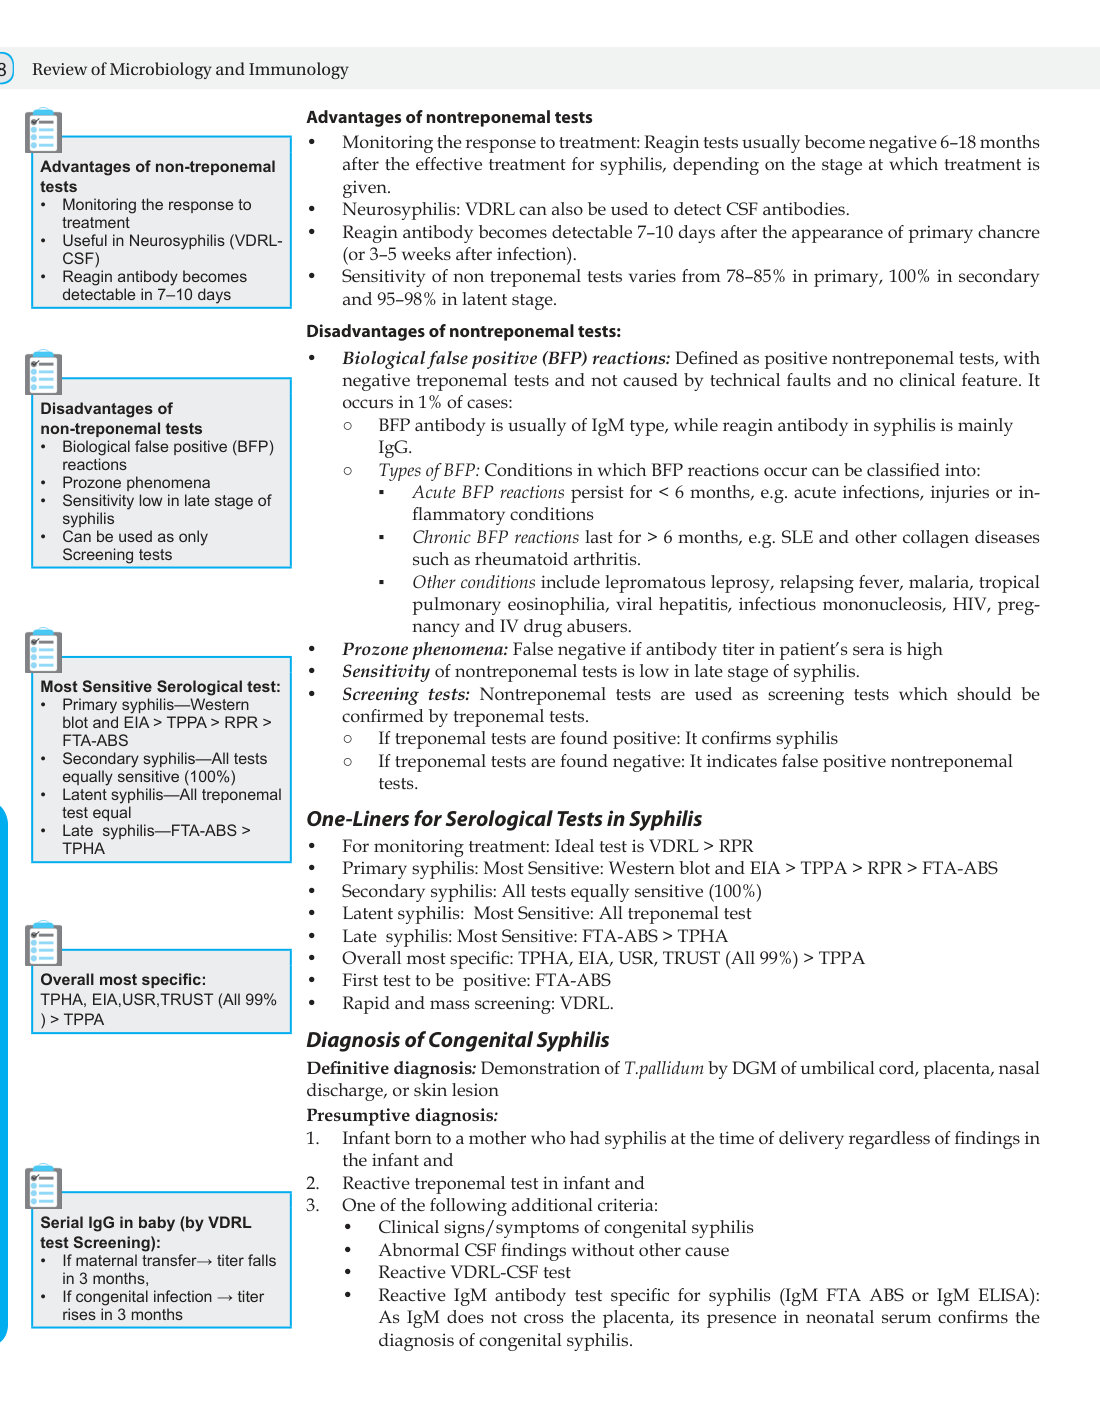 8 Review of Microbiology and Immunology
Advantages of non-treponemal
tests
• Monitoring the response to
treatment
• Useful in Neurosyphilis (VDRL-
CSF)
• Reagin antibody becomes
detectable in 7–10 days
Disadvantages of
non-treponemal tests
• Biological false positive (BFP)
reactions
• Prozone phenomena
• Sensitivity low in late stage of
syphilis
• Can be used as only
Screening tests
Most Sensitive Serological test:
• Primary syphilis—Western
blot and EIA > TPPA > RPR >
FTA-ABS
• Secondary syphilis—All tests
equally sensitive (100%)
• Latent syphilis—All treponemal
test equal
• Late syphilis—FTA-ABS >
TPHA
Overall most specific:
TPHA, EIA,USR,TRUST (All 99%
) > TPPA
Serial IgG in baby (by VDRL
test Screening):
• If maternal transfer→ titer falls
in 3 months,
• If congenital infection → titer
rises in 3 months
Advantages of nontreponemal tests
• Monitoring the response to treatment: Reagin tests usually become negative 6–18 months
after the effective treatment for syphilis, depending on the stage at which treatment is
given.
• Neurosyphilis: VDRL can also be used to detect CSF antibodies.
• Reagin antibody becomes detectable 7–10 days after the appearance of primary chancre
(or 3–5 weeks after infection).
• Sensitivity of non treponemal tests varies from 78–85% in primary, 100% in secondary
and 95–98% in latent stage.
Disadvantages of nontreponemal tests:
• Biological false positive (BFP) reactions: Defined as positive nontreponemal tests, with
negative treponemal tests and not caused by technical faults and no clinical feature. It
occurs in 1% of cases:
○ BFP antibody is usually of IgM type, while reagin antibody in syphilis is mainly
IgG.
○ Types of BFP: Conditions in which BFP reactions occur can be classified into:
▪ Acute BFP reactions persist for < 6 months, e.g. acute infections, injuries or in-
flammatory conditions
▪ Chronic BFP reactions last for > 6 months, e.g. SLE and other collagen diseases
such as rheumatoid arthritis.
▪ Other conditions include lepromatous leprosy, relapsing fever, malaria, tropical
pulmonary eosinophilia, viral hepatitis, infectious mononucleosis, HIV, preg-
nancy and IV drug abusers.
• Prozone phenomena: False negative if antibody titer in patient’s sera is high
• Sensitivity of nontreponemal tests is low in late stage of syphilis.
• Screening tests: Nontreponemal tests are used as screening tests which should be
confirmed by treponemal tests.
○ If treponemal tests are found positive: It confirms syphilis
○ If treponemal tests are found negative: It indicates false positive nontreponemal
tests.
One-Liners for Serological Tests in Syphilis
• For monitoring treatment: Ideal test is VDRL > RPR
• Primary syphilis: Most Sensitive: Western blot and EIA > TPPA > RPR > FTA-ABS
• Secondary syphilis: All tests equally sensitive (100%)
• Latent syphilis: Most Sensitive: All treponemal test
• Late syphilis: Most Sensitive: FTA-ABS > TPHA
• Overall most specific: TPHA, EIA, USR, TRUST (All 99%) > TPPA
• First test to be positive: FTA-ABS
• Rapid and mass screening: VDRL.
Diagnosis of Congenital Syphilis
Definitive diagnosis: Demonstration of T.pallidum by DGM of umbilical cord, placenta, nasal
discharge, or skin lesion
Presumptive diagnosis:
1. Infant born to a mother who had syphilis at the time of delivery regardless of findings in
the infant and
2. Reactive treponemal test in infant and
3. One of the following additional criteria:
• Clinical signs/symptoms of congenital syphilis
• Abnormal CSF findings without other cause
• Reactive VDRL-CSF test
• Reactive IgM antibody test specific for syphilis (IgM FTA ABS or IgM ELISA):
As IgM does not cross the placenta, its presence in neonatal serum confirms the
diagnosis of congenital syphilis.